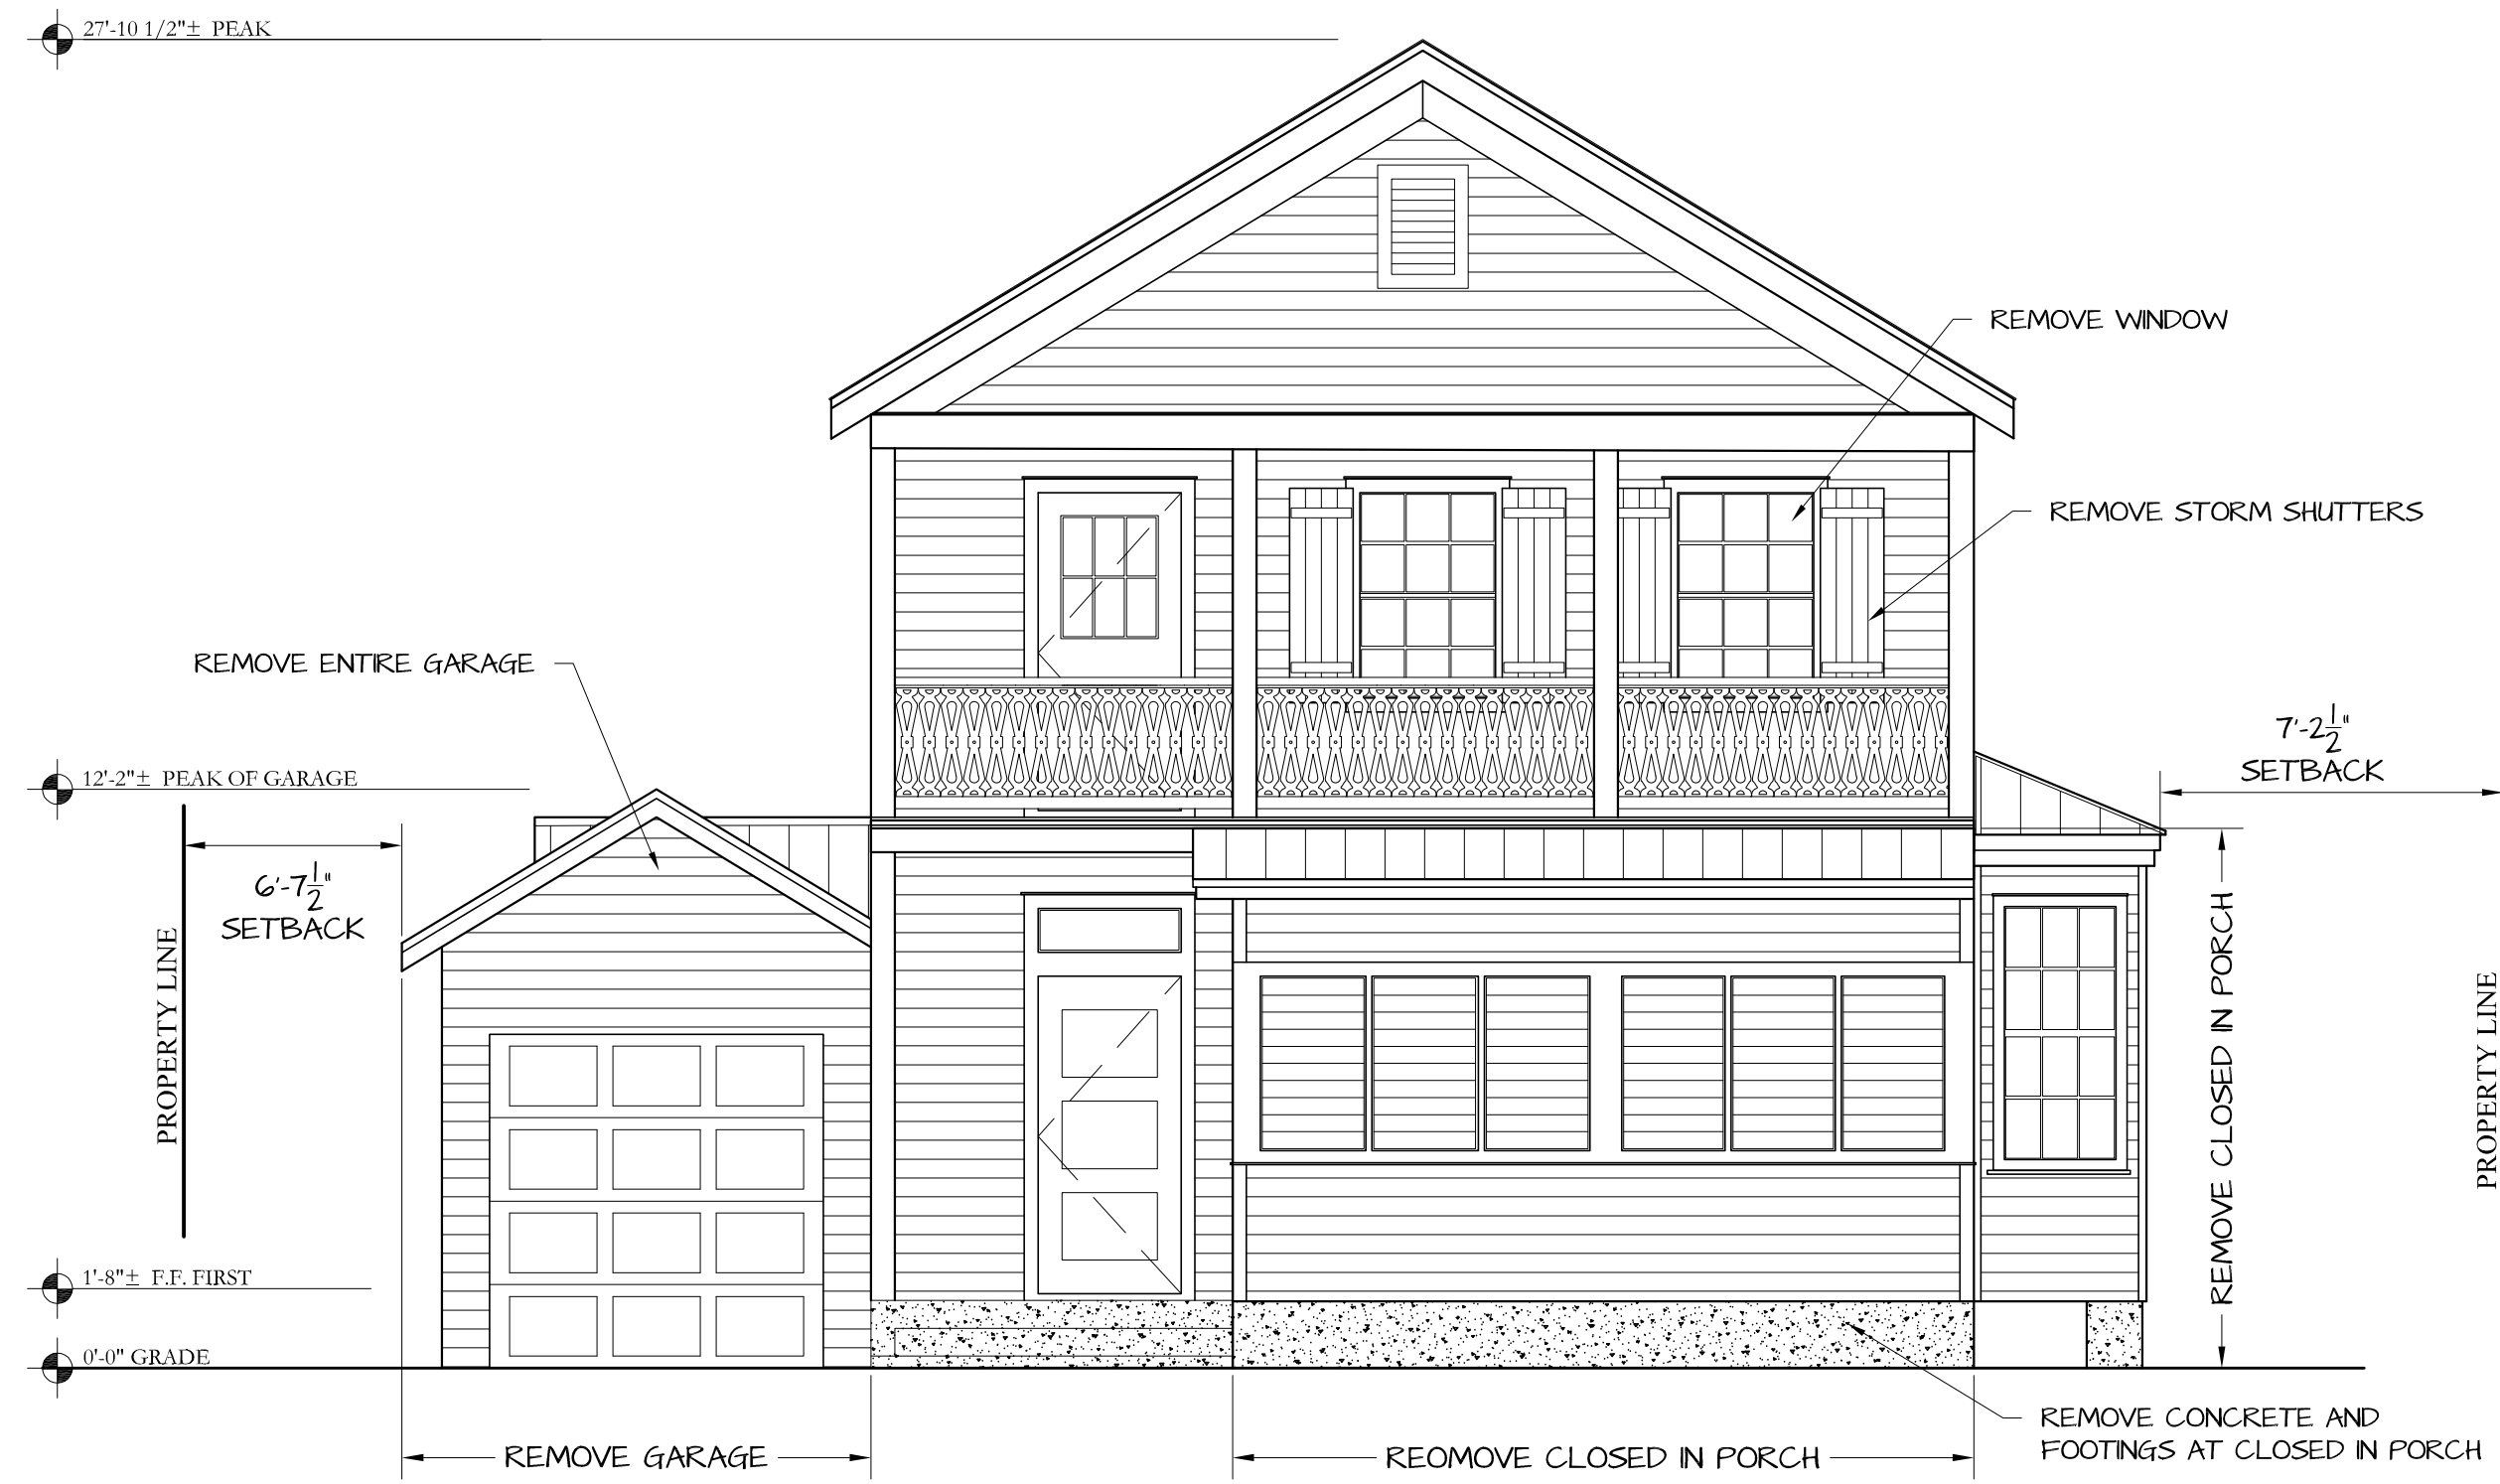 27'-10 1/2"± PEAK
REMOVE WINDOW
REMOVE STORM SHUTTERS
REMOVE ENTIRE GARAGE
7'-2 1/2"
SETBACK
12'-2"± PEAK OF GARAGE
6'-7 1/2"
SETBACK
PROPERTY LINE
REMOVE CLOSED IN PORCH
PROPERTY LINE
1'-8"± F.F. FIRST
0'-0" GRADE
REMOVE CONCRETE AND
FOOTINGS AT CLOSED IN PORCH
REMOVE GARAGE
REOMOVE CLOSED IN PORCH